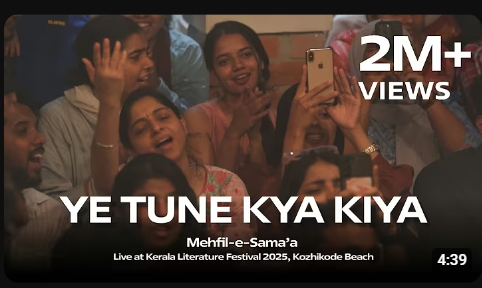 2M+
VIEWS
YE TUNE KYA KIYA
Mehfil-e-Sama'a
Live at Kerala Literature Festival 2025, Kozhikode Beach
4:39